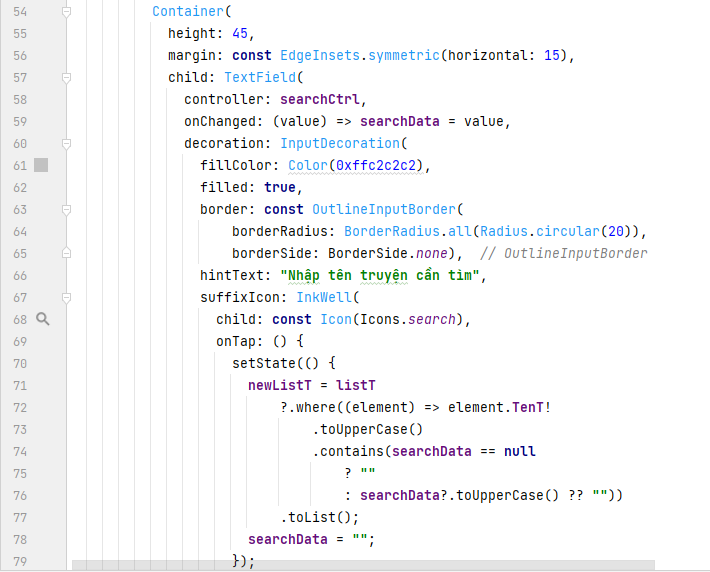 54 Container(
55 height: 45,
56 margin: const EdgeInsets.symmetric(horizontal: 15),
57 child: TextField(
58 controller: searchCtrl,
59 onChanged: (value) => searchData = value,
60 decoration: InputDecoration(
61 fillColor: Color(0xffc2c2c2),
62 filled: true,
63 border: const OutlineInputBorder(
64 borderRadius: BorderRadius.all(Radius.circular(20)),
65 borderSide: BorderSide.none), // OutlineInputBorder
66 hintText: "Nhập tên truyện cần tìm",
67 suffixIcon: InkWell(
68 child: const Icon(Icons.search),
69 onTap: () {
70 setState(() {
71 newListT = listT
72 ?.where((element) => element.TenT!
73 .toUpperCase()
74 .contains(searchData == null
75 ? ""
76 : searchData?.toUpperCase() ?? ""))
77 .toList();
78 searchData = "";
79 });